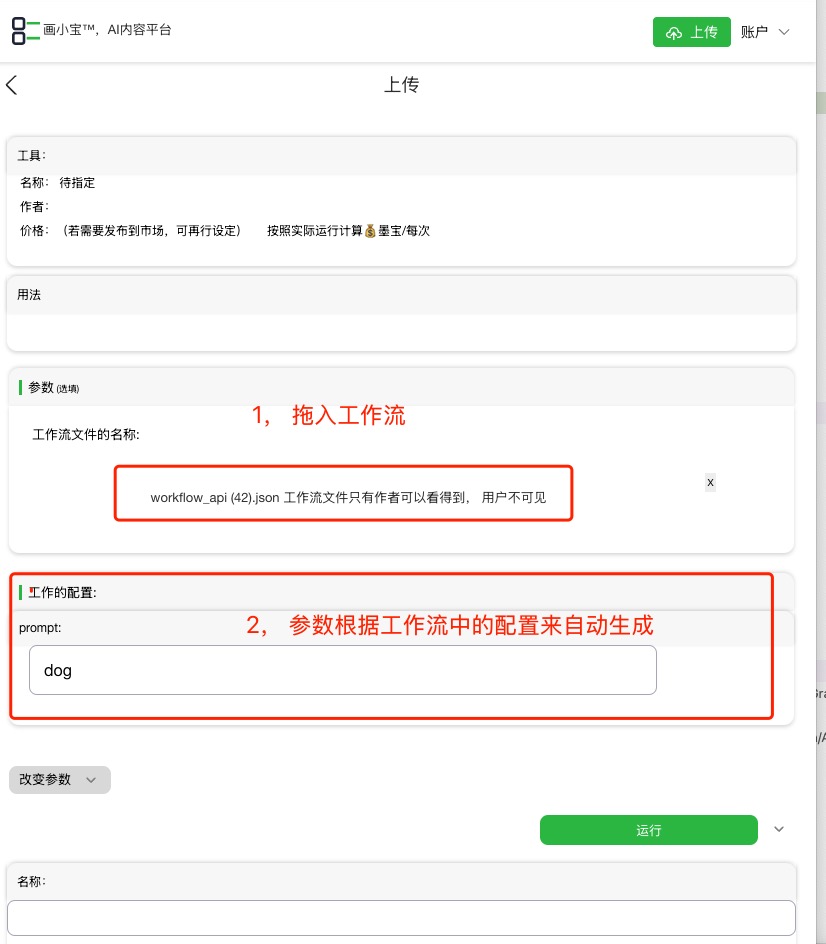 画小宝™，AI内容平台
上传
账户
上传
工具：
名称： 待指定
作者：
价格： （若需要发布到市场，可再行设定） 按照实际运行计算💰墨宝/每次
用法
参数 (选填)
1， 拖入工作流
工作流文件的名称:
workflow_api (42).json 工作流文件只有作者可以看得到， 用户不可见
x
工作的配置:
prompt:
2， 参数根据工作流中的配置来自动生成
dog
改变参数
运行
名称：